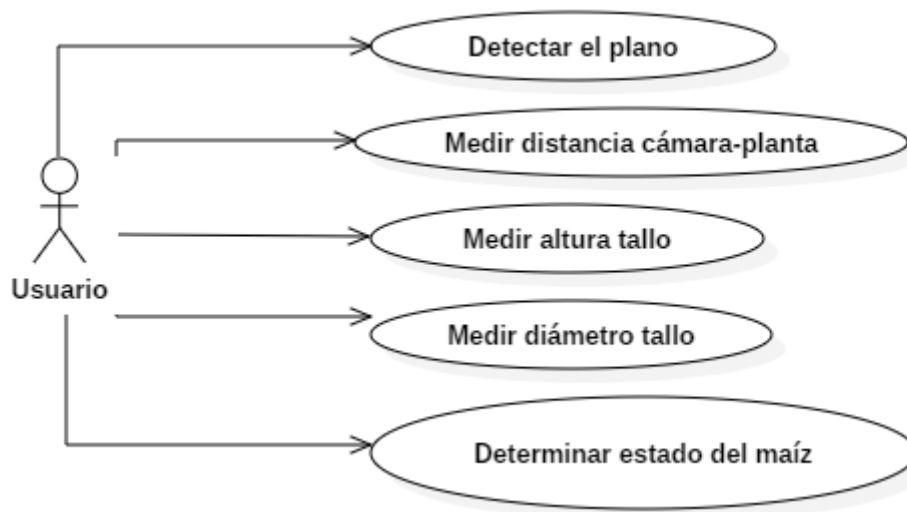 Detectar el plano
Medir distancia cámara-planta
Medir altura tallo
Usuario
Medir diámetro tallo
Determinar estado del maíz